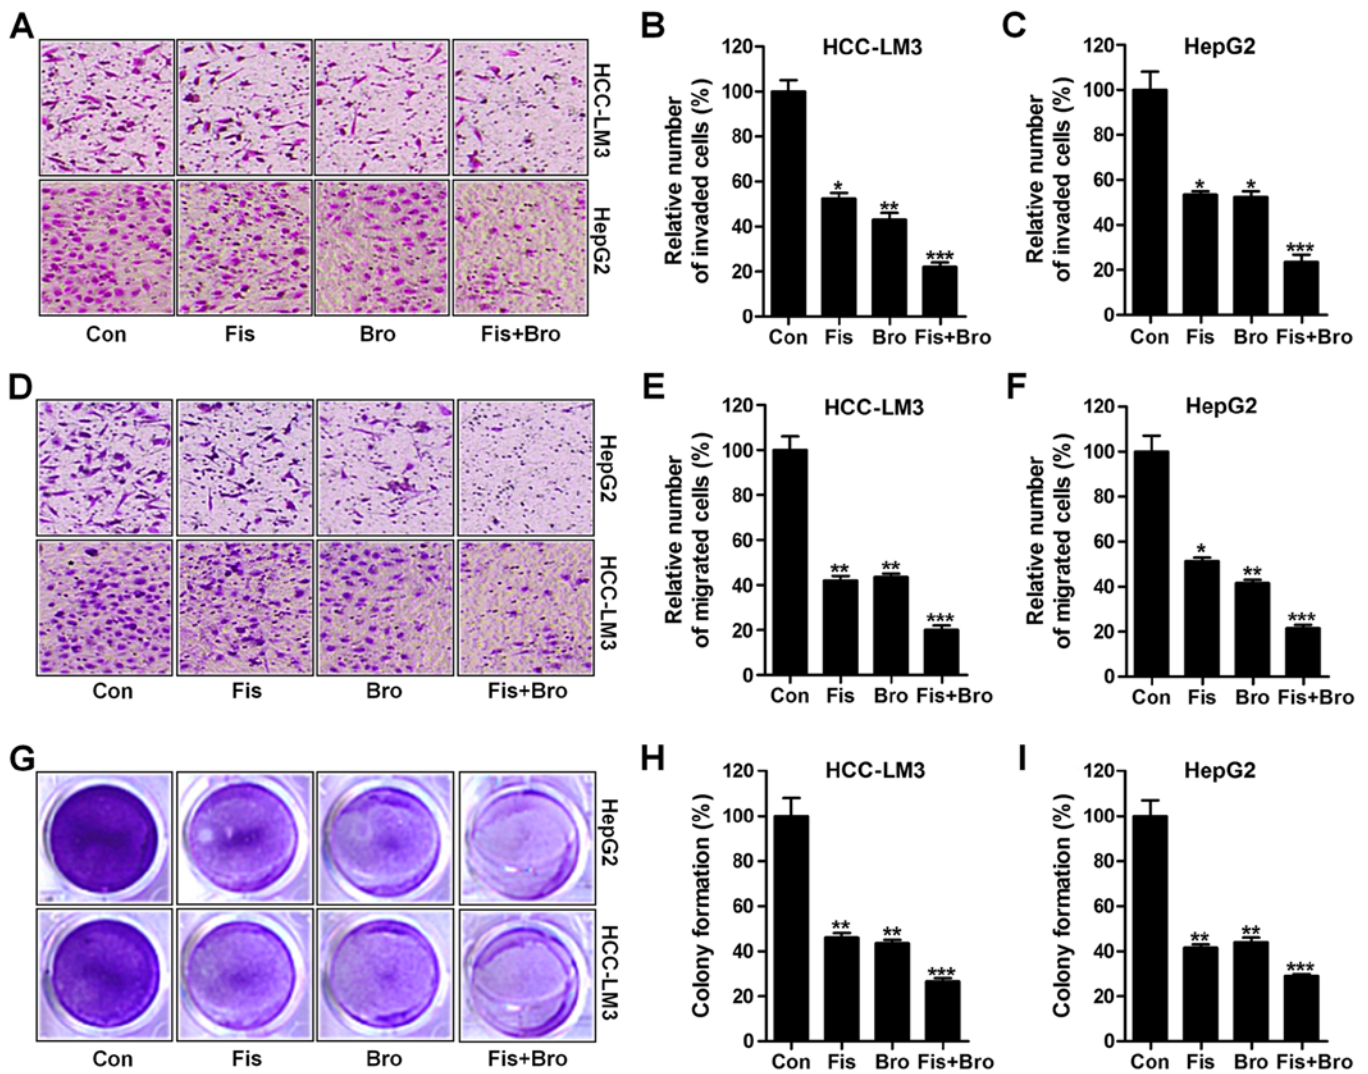 A
HCC-LM3
HepG2
Con Fis Bro Fis+Bro
B
HCC-LM3
Relative number
of invaded cells (%)
120
100
80
60
40
20
0
*
**
***
Con Fis Bro Fis+Bro
C
HepG2
Relative number
of invaded cells (%)
120
100
80
60
40
20
0
*
*
***
Con Fis Bro Fis+Bro
D
HepG2
HCC-LM3
Con Fis Bro Fis+Bro
E
HCC-LM3
Relative number
of migrated cells (%)
120
100
80
60
40
20
0
**
**
***
Con Fis Bro Fis+Bro
F
HepG2
Relative number
of migrated cells (%)
120
100
80
60
40
20
0
*
**
***
Con Fis Bro Fis+Bro
G
HepG2
HCC-LM3
Con Fis Bro Fis+Bro
H
HCC-LM3
Colony formation (%)
120
100
80
60
40
20
0
**
**
***
Con Fis Bro Fis+Bro
I
HepG2
Colony formation (%)
120
100
80
60
40
20
0
**
**
***
Con Fis Bro Fis+Bro